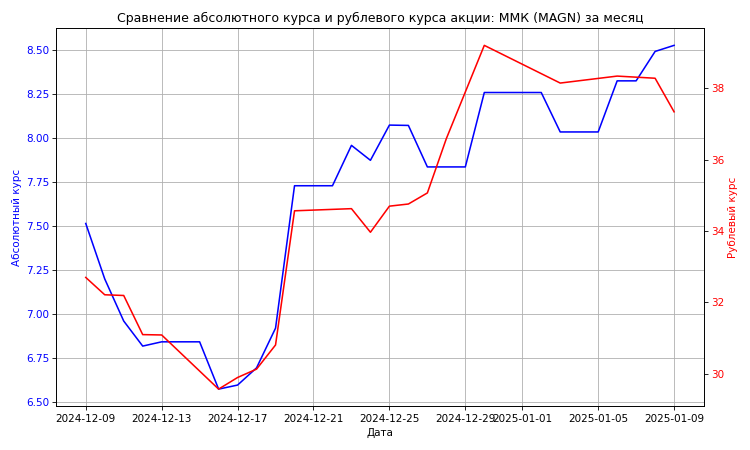 Сравнение абсолютного курса и рублевого курса акции: ММК (MAGN) за месяц
8.50
8.25
8.00
7.75
7.50
7.25
7.00
6.75
6.50
Абсолютный курс
38
36
34
32
30
Рублевый курс
2024-12-09 2024-12-13 2024-12-17 2024-12-21 2024-12-25 2024-12-29 2025-01-01 2025-01-05 2025-01-09
Дата